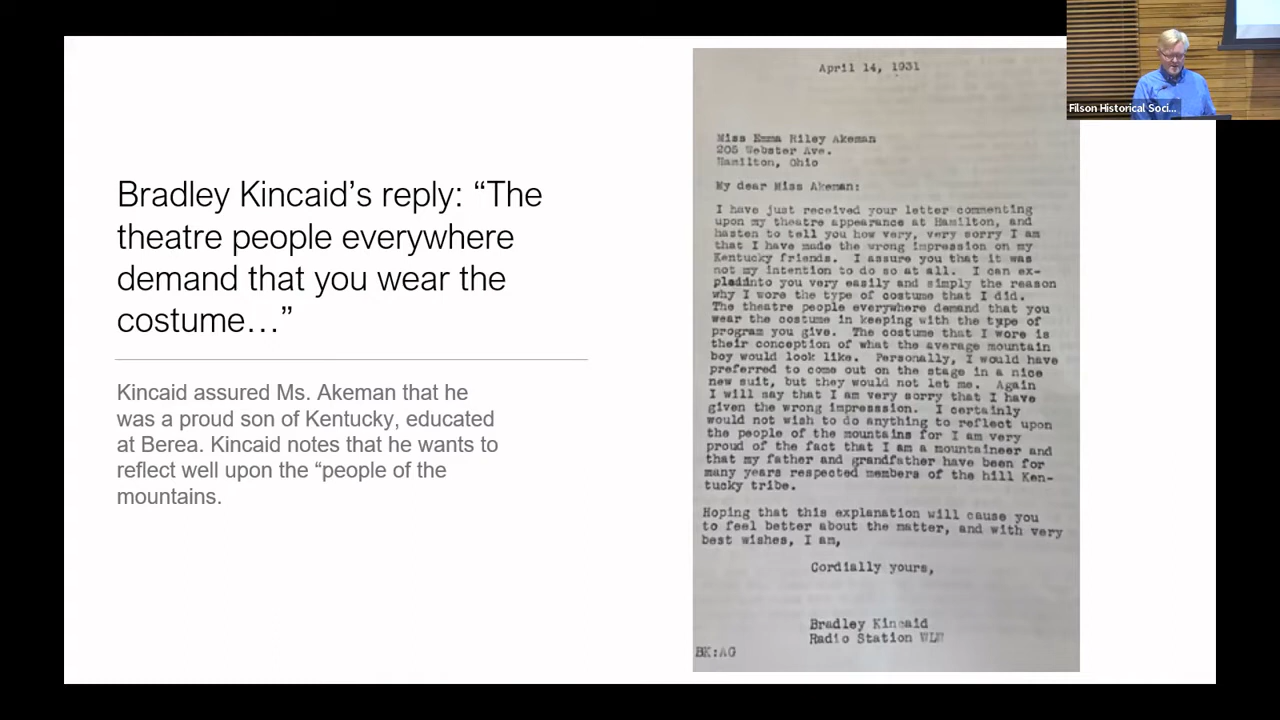 Bradley Kincaid’s reply: “The
theatre people everywhere
demand that you wear the
costume…”
Kincaid assured Ms. Akeman that he
was a proud son of Kentucky, educated
at Berea. Kincaid notes that he wants to
reflect well upon the “people of the
mountains.
April 14, 1931
Miss Emma Riley Akeman
205 Webster Ave.
Hamilton, Ohio
My dear Miss Akeman:
I have just received your letter commenting
upon my theatre appearance at Hamilton, and
hasten to tell you how very, very sorry I am
that I have made the wrong impression on my
Kentucky friends. I assure you that it was
not my intention to do so at all. I can ex-
pladinto you very easily and simply the reason
why I wore the type of costume that I did.
The theatre people everywhere demand that you
wear the costume in keeping with the type of
program you give. The costume that I wore is
their conception of what the average mountain
boy would look like. Personally, I would have
preferred to come out on the stage in a nice
new suit, but they would not let me. Again
I will say that I am very sorry that I have
given the wrong impresssion. I certainly
would not wish to do anything to reflect upon
the people of the mountains for I am very
proud of the fact that I am a mountaineer and
that my father and grandfather have been for
many years respected members of the hill Ken-
tucky tribe.
Hoping that this explanation will cause you
to feel better about the matter, and with very
best wishes, I am,
Cordially yours,
Bradley Kincaid
Radio Station WLW
BK:AG
Filson Historical Soci...